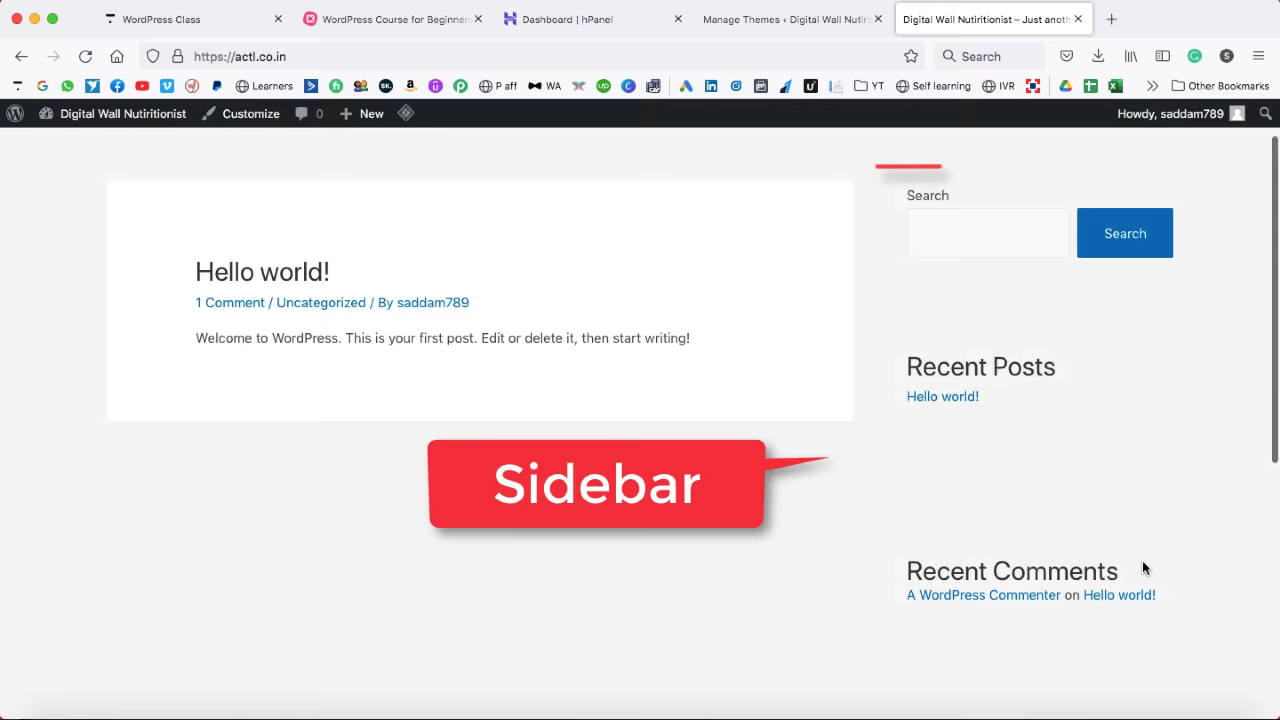 WordPress Class
WordPress Course for Beginners
Dashboard | hPanel
Manage Themes ‹ Digital Wall Nutiriti
Digital Wall Nutiritionist – Just anoth
https://actl.co.in
Search
Learners
P aff
WA
YT
Self learning
IVR
Other Bookmarks
Digital Wall Nutiritionist
Customize
0
New
Howdy, saddam789
Search
Search
Hello world!
1 Comment / Uncategorized / By saddam789
Welcome to WordPress. This is your first post. Edit or delete it, then start writing!
Recent Posts
Hello world!
Sidebar
Recent Comments
A WordPress Commenter on Hello world!